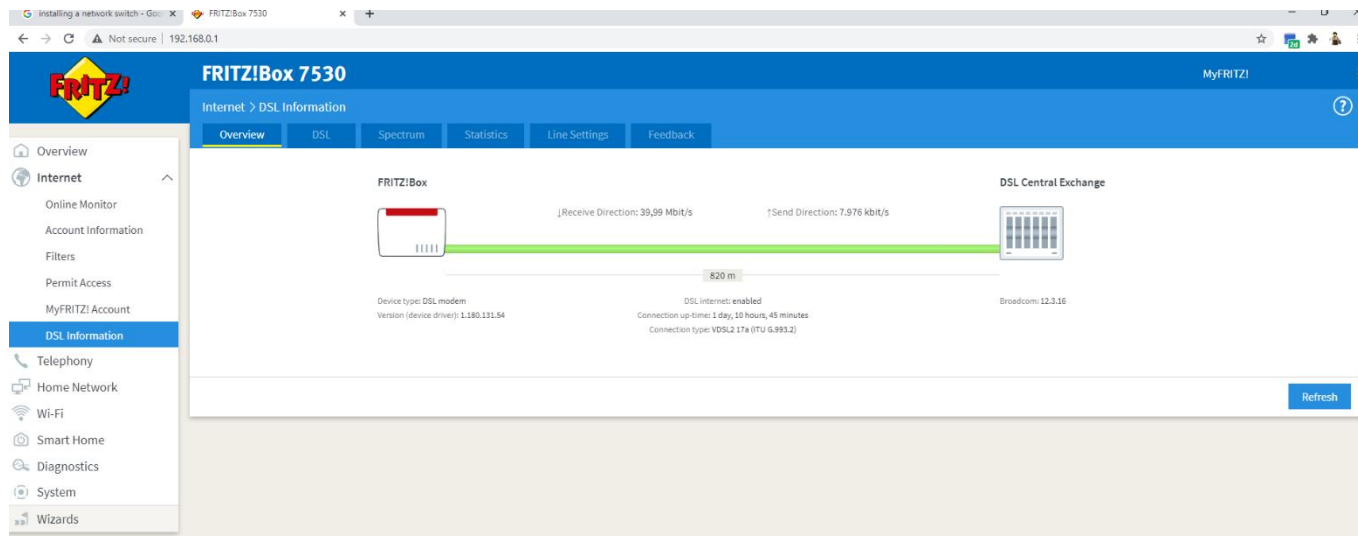 installing a network switch - Goo
FRITZ!Box 7530
Not secure | 192.168.0.1
2d
FRITZ!
FRITZ!Box 7530
MyFRITZ!
Internet > DSL Information
?
Overview DSL Spectrum Statistics Line Settings Feedback
Overview
Internet
Online Monitor
Account Information
Filters
Permit Access
MyFRITZ! Account
DSL Information
Telephony
Home Network
Wi-Fi
Smart Home
Diagnostics
System
Wizards
FRITZ!Box
DSL Central Exchange
↓Receive Direction: 39,99 Mbit/s
↑Send Direction: 7.976 kbit/s
820 m
Device type: DSL modem
Version (device driver): 1.180.131.54
DSL internet: enabled
Connection up-time: 1 day, 10 hours, 45 minutes
Connection type: VDSL2 17a (ITU G.993.2)
Broadcom: 12.3.16
Refresh